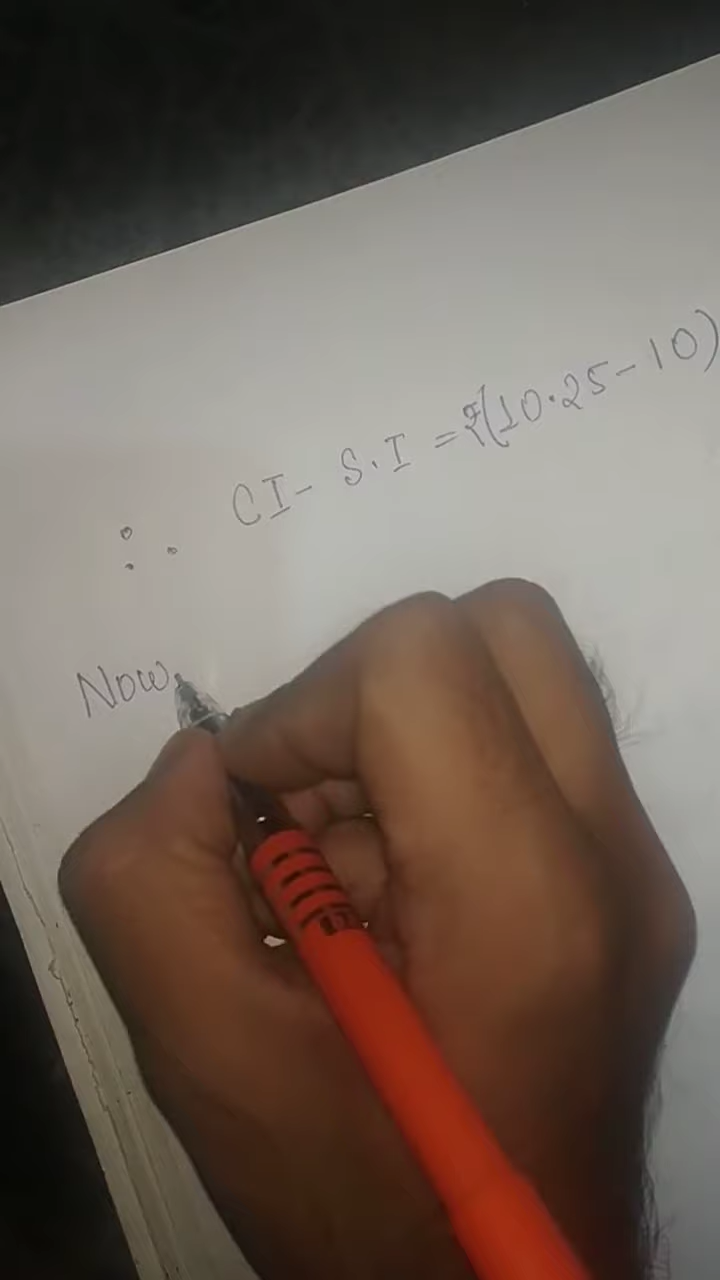 ∴ CI- S.I = ₹(10.25-10)
Now,